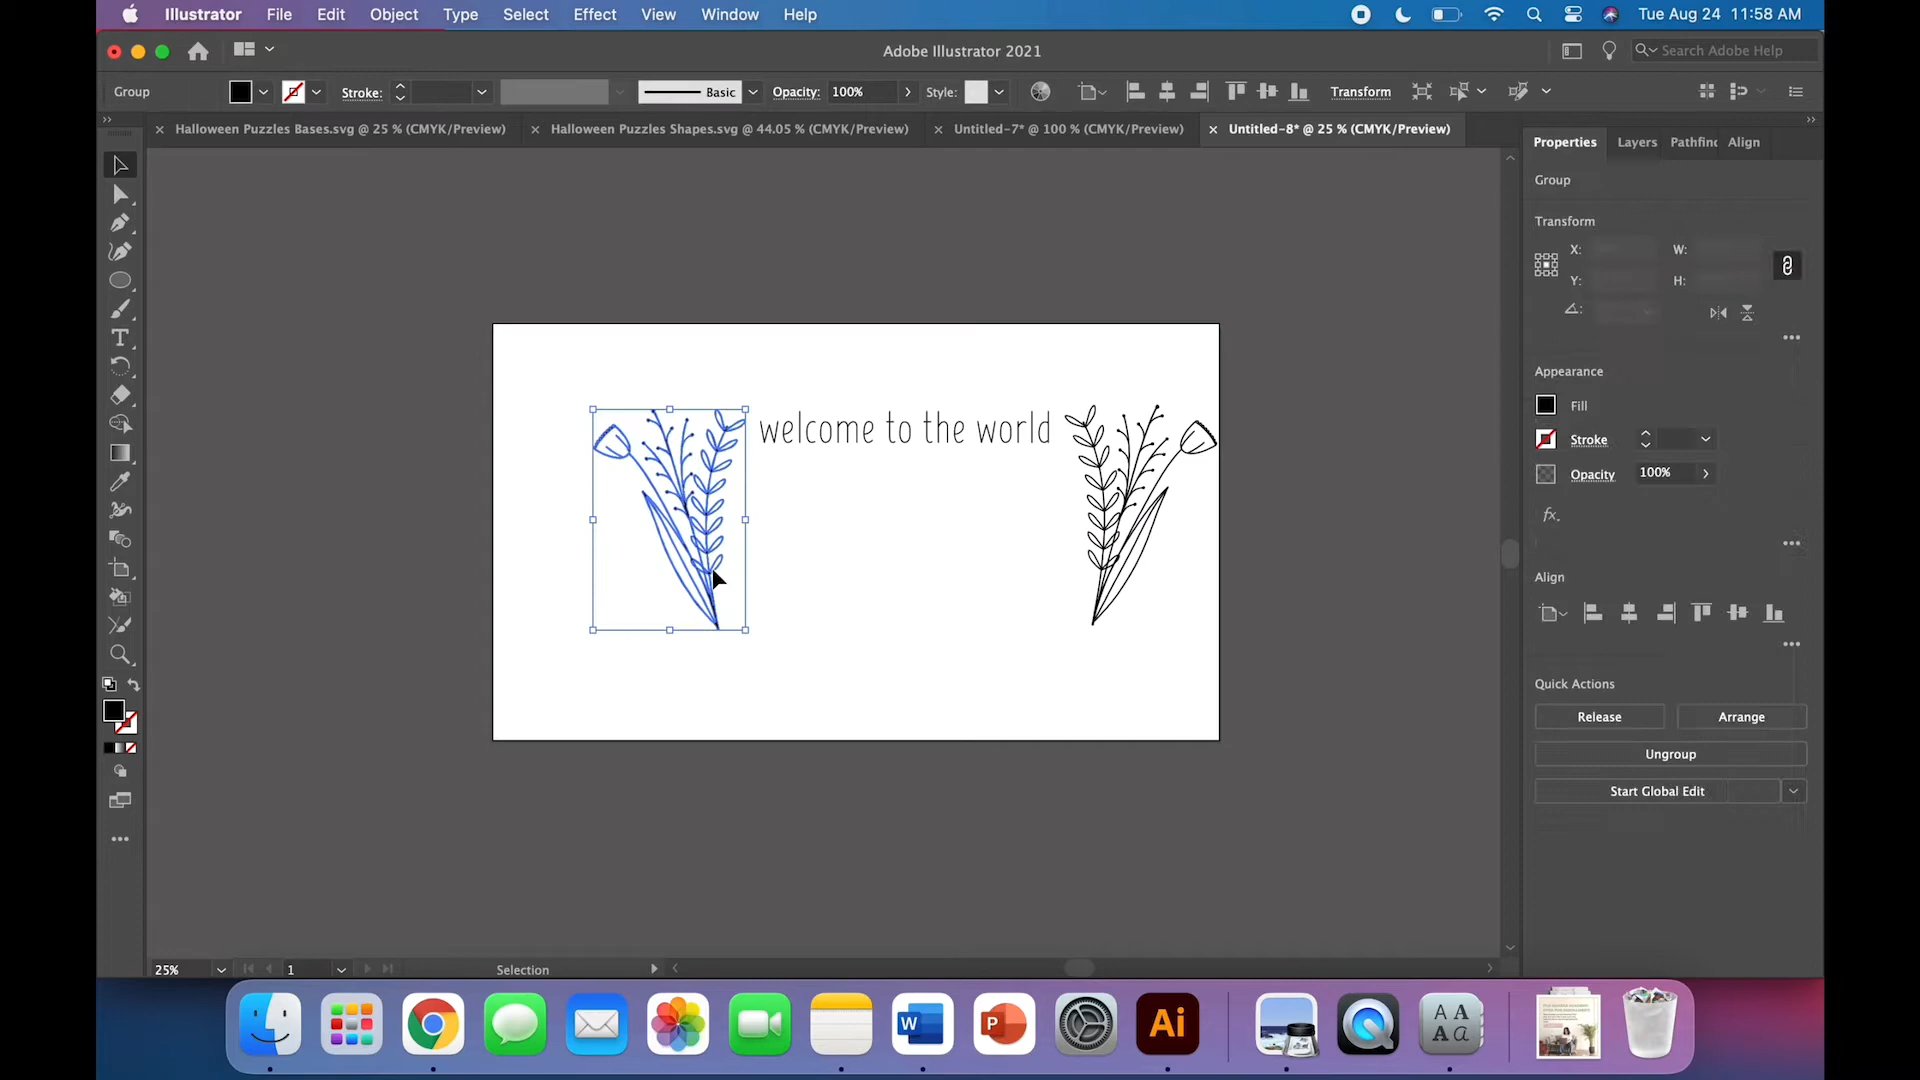 Illustrator File Edit Object Type Select Effect View Window Help Tue Aug 24 11:58 AM
Adobe Illustrator 2021 Search Adobe Help
Group Stroke: Basic Opacity: 100% Style: Transform
Halloween Puzzles Bases.svg @ 25 % (CMYK/Preview) Halloween Puzzles Shapes.svg @ 44.05 % (CMYK/Preview) Untitled-7* @ 100 % (CMYK/Preview) Untitled-8* @ 25 % (CMYK/Preview)
Properties Layers Pathfinc Align
Group
Transform
X: W:
Y: H:
Appearance
Fill
Stroke
Opacity 100%
fx.
Align
Quick Actions
Release Arrange
Ungroup
Start Global Edit
welcome to the world
25% 1 Selection
W P Ai
A A
A a